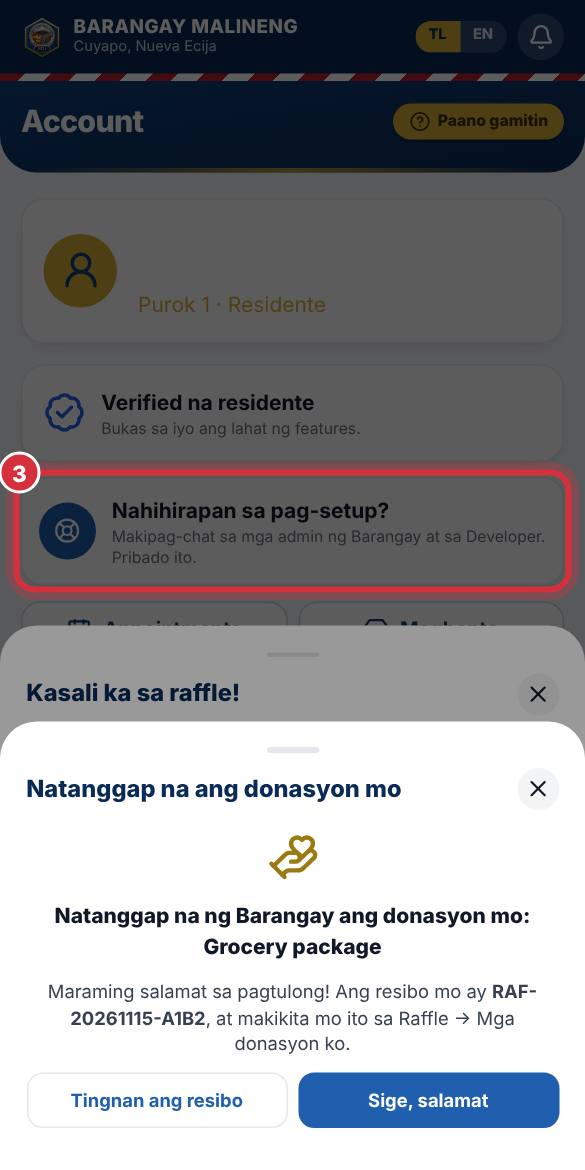 BARANGAY MALINENG
Cuyapo, Nueva Ecija
TL EN
Account
Paano gamitin
Purok 1 · Residente
Verified na residente
Bukas sa iyo ang lahat ng features.
3
Nahihirapan sa pag-setup?
Makipag-chat sa mga admin ng Barangay at sa Developer.
Pribado ito.
Kasali ka sa raffle!
Natanggap na ang donasyon mo
Natanggap na ng Barangay ang donasyon mo:
Grocery package
Maraming salamat sa pagtulong! Ang resibo mo ay RAF-
20261115-A1B2, at makikita mo ito sa Raffle → Mga
donasyon ko.
Tingnan ang resibo
Sige, salamat